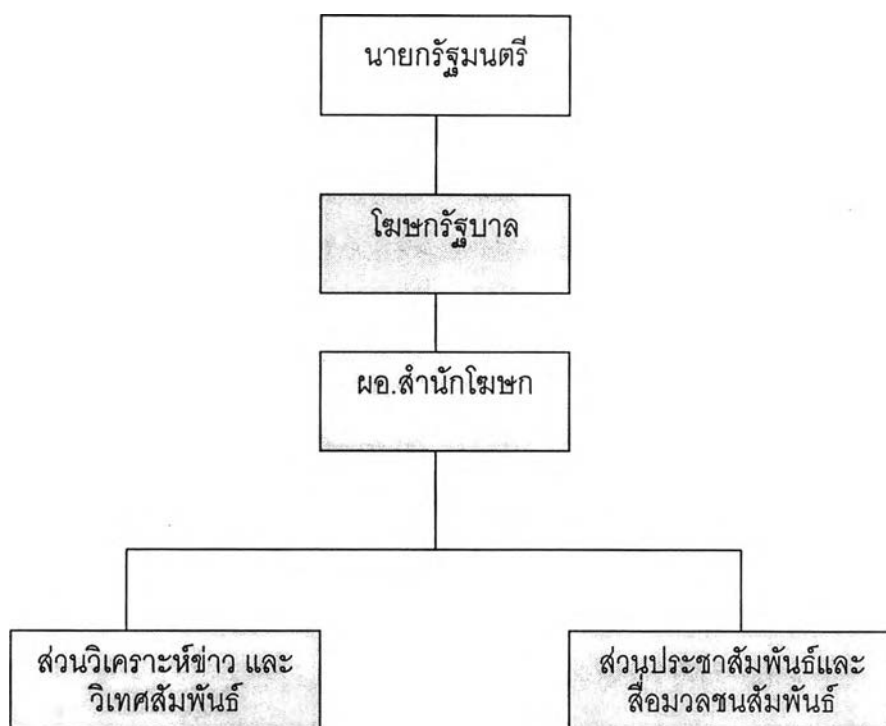 นายกรัฐมนตรี
โฆษกรัฐบาล
ผอ.สำนักโฆษก
ส่วนวิเคราะห์ข่าว และ
วิเทศสัมพันธ์
ส่วนประชาสัมพันธ์และ
สื่อมวลชนสัมพันธ์